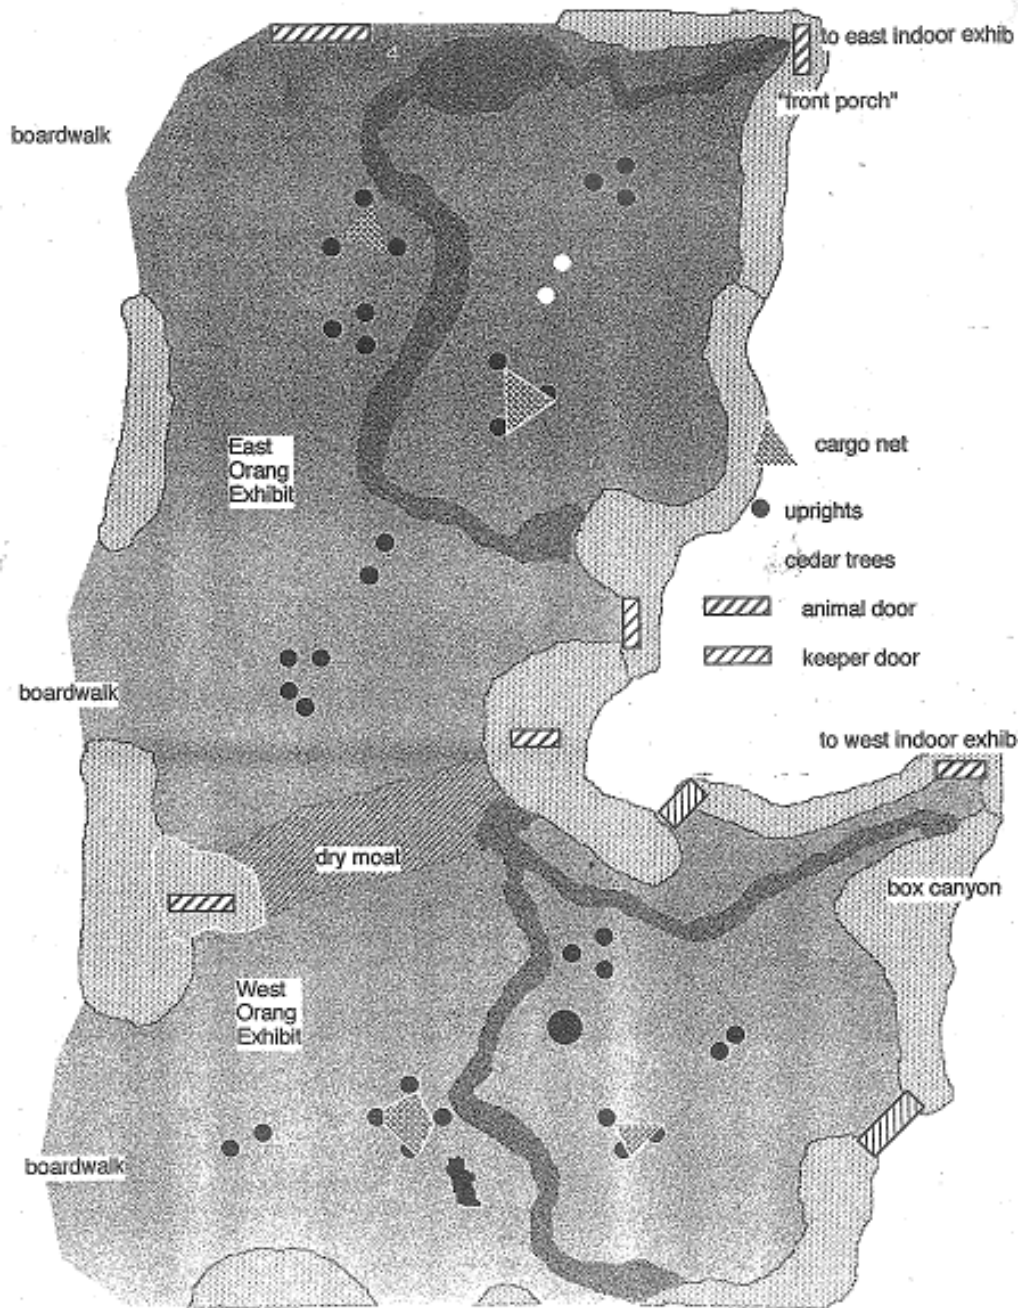 4
to east indoor exhib
"front porch"
boardwalk
East
Orang
Exhibit
cargo net
uprights
cedar trees
animal door
keeper door
boardwalk
to west indoor exhib
dry moat
box canyon
West
Orang
Exhibit
boardwalk